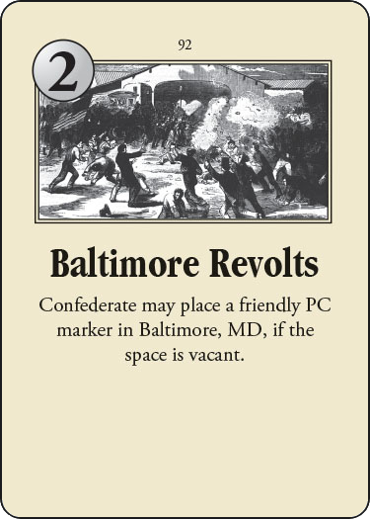 92
2
Baltimore Revolts
Confederate may place a friendly PC
marker in Baltimore, MD, if the
space is vacant.